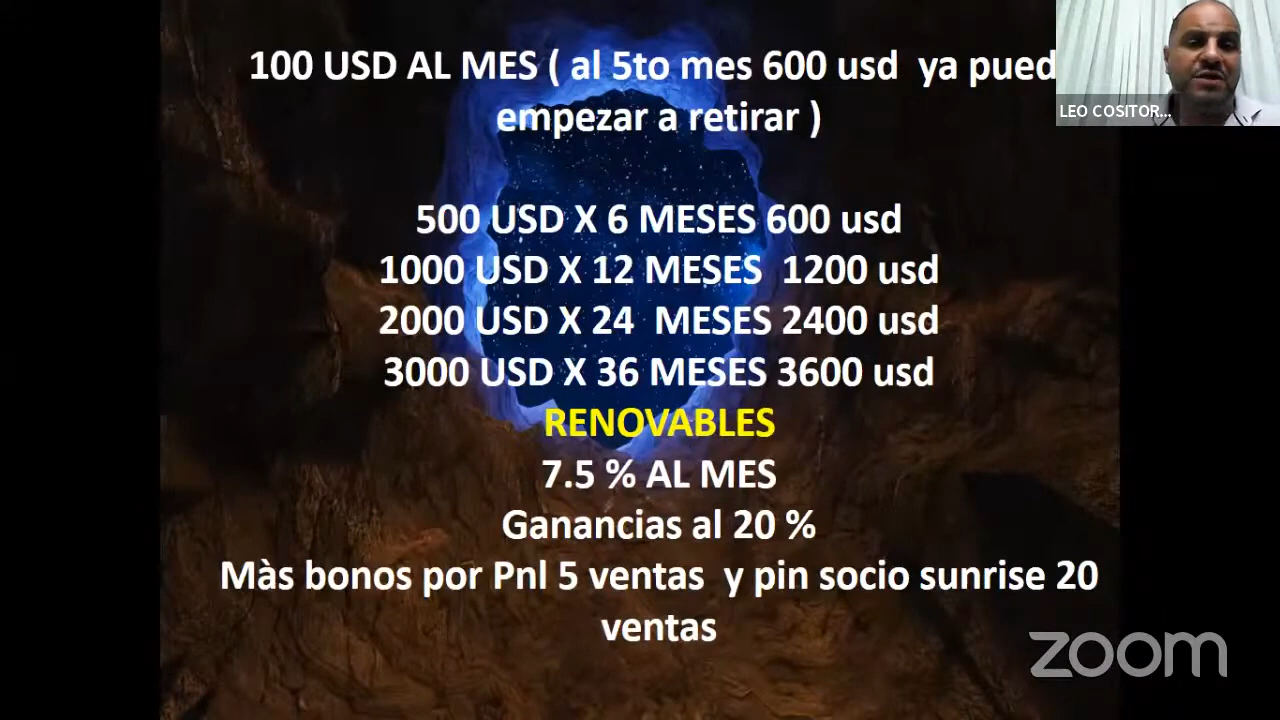 100 USD AL MES ( al 5to mes 600 usd  ya pued
empezar a retirar )
LEO COSITOR...
500 USD X 6 MESES 600 usd
1000 USD X 12 MESES  1200 usd
2000 USD X 24  MESES 2400 usd
3000 USD X 36 MESES 3600 usd
RENOVABLES
7.5 % AL MES
Ganancias al 20 %
Màs bonos por Pnl 5 ventas  y pin socio sunrise 20
ventas
zoom